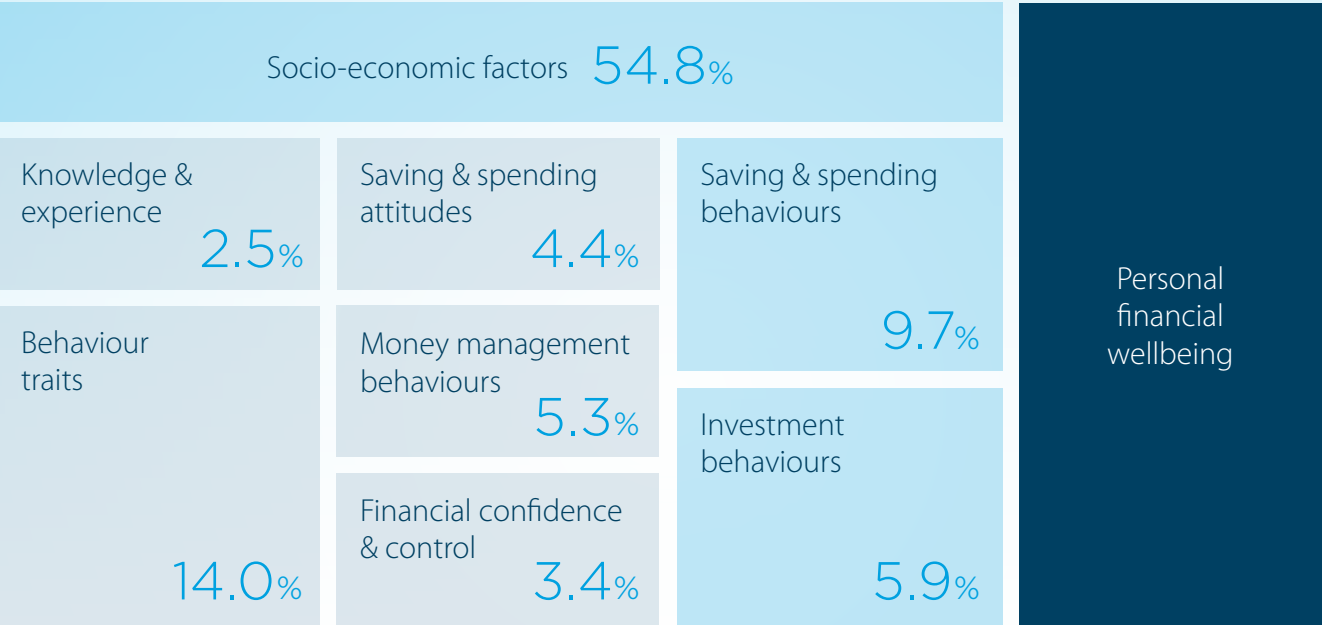 Socio-economic factors 54.8%
Knowledge &
experience
2.5%
Saving & spending
attitudes
4.4%
Saving & spending
behaviours
9.7%
Behaviour
traits
14.0%
Money management
behaviours
5.3%
Financial confidence
& control
3.4%
Investment
behaviours
5.9%
Personal
financial
wellbeing